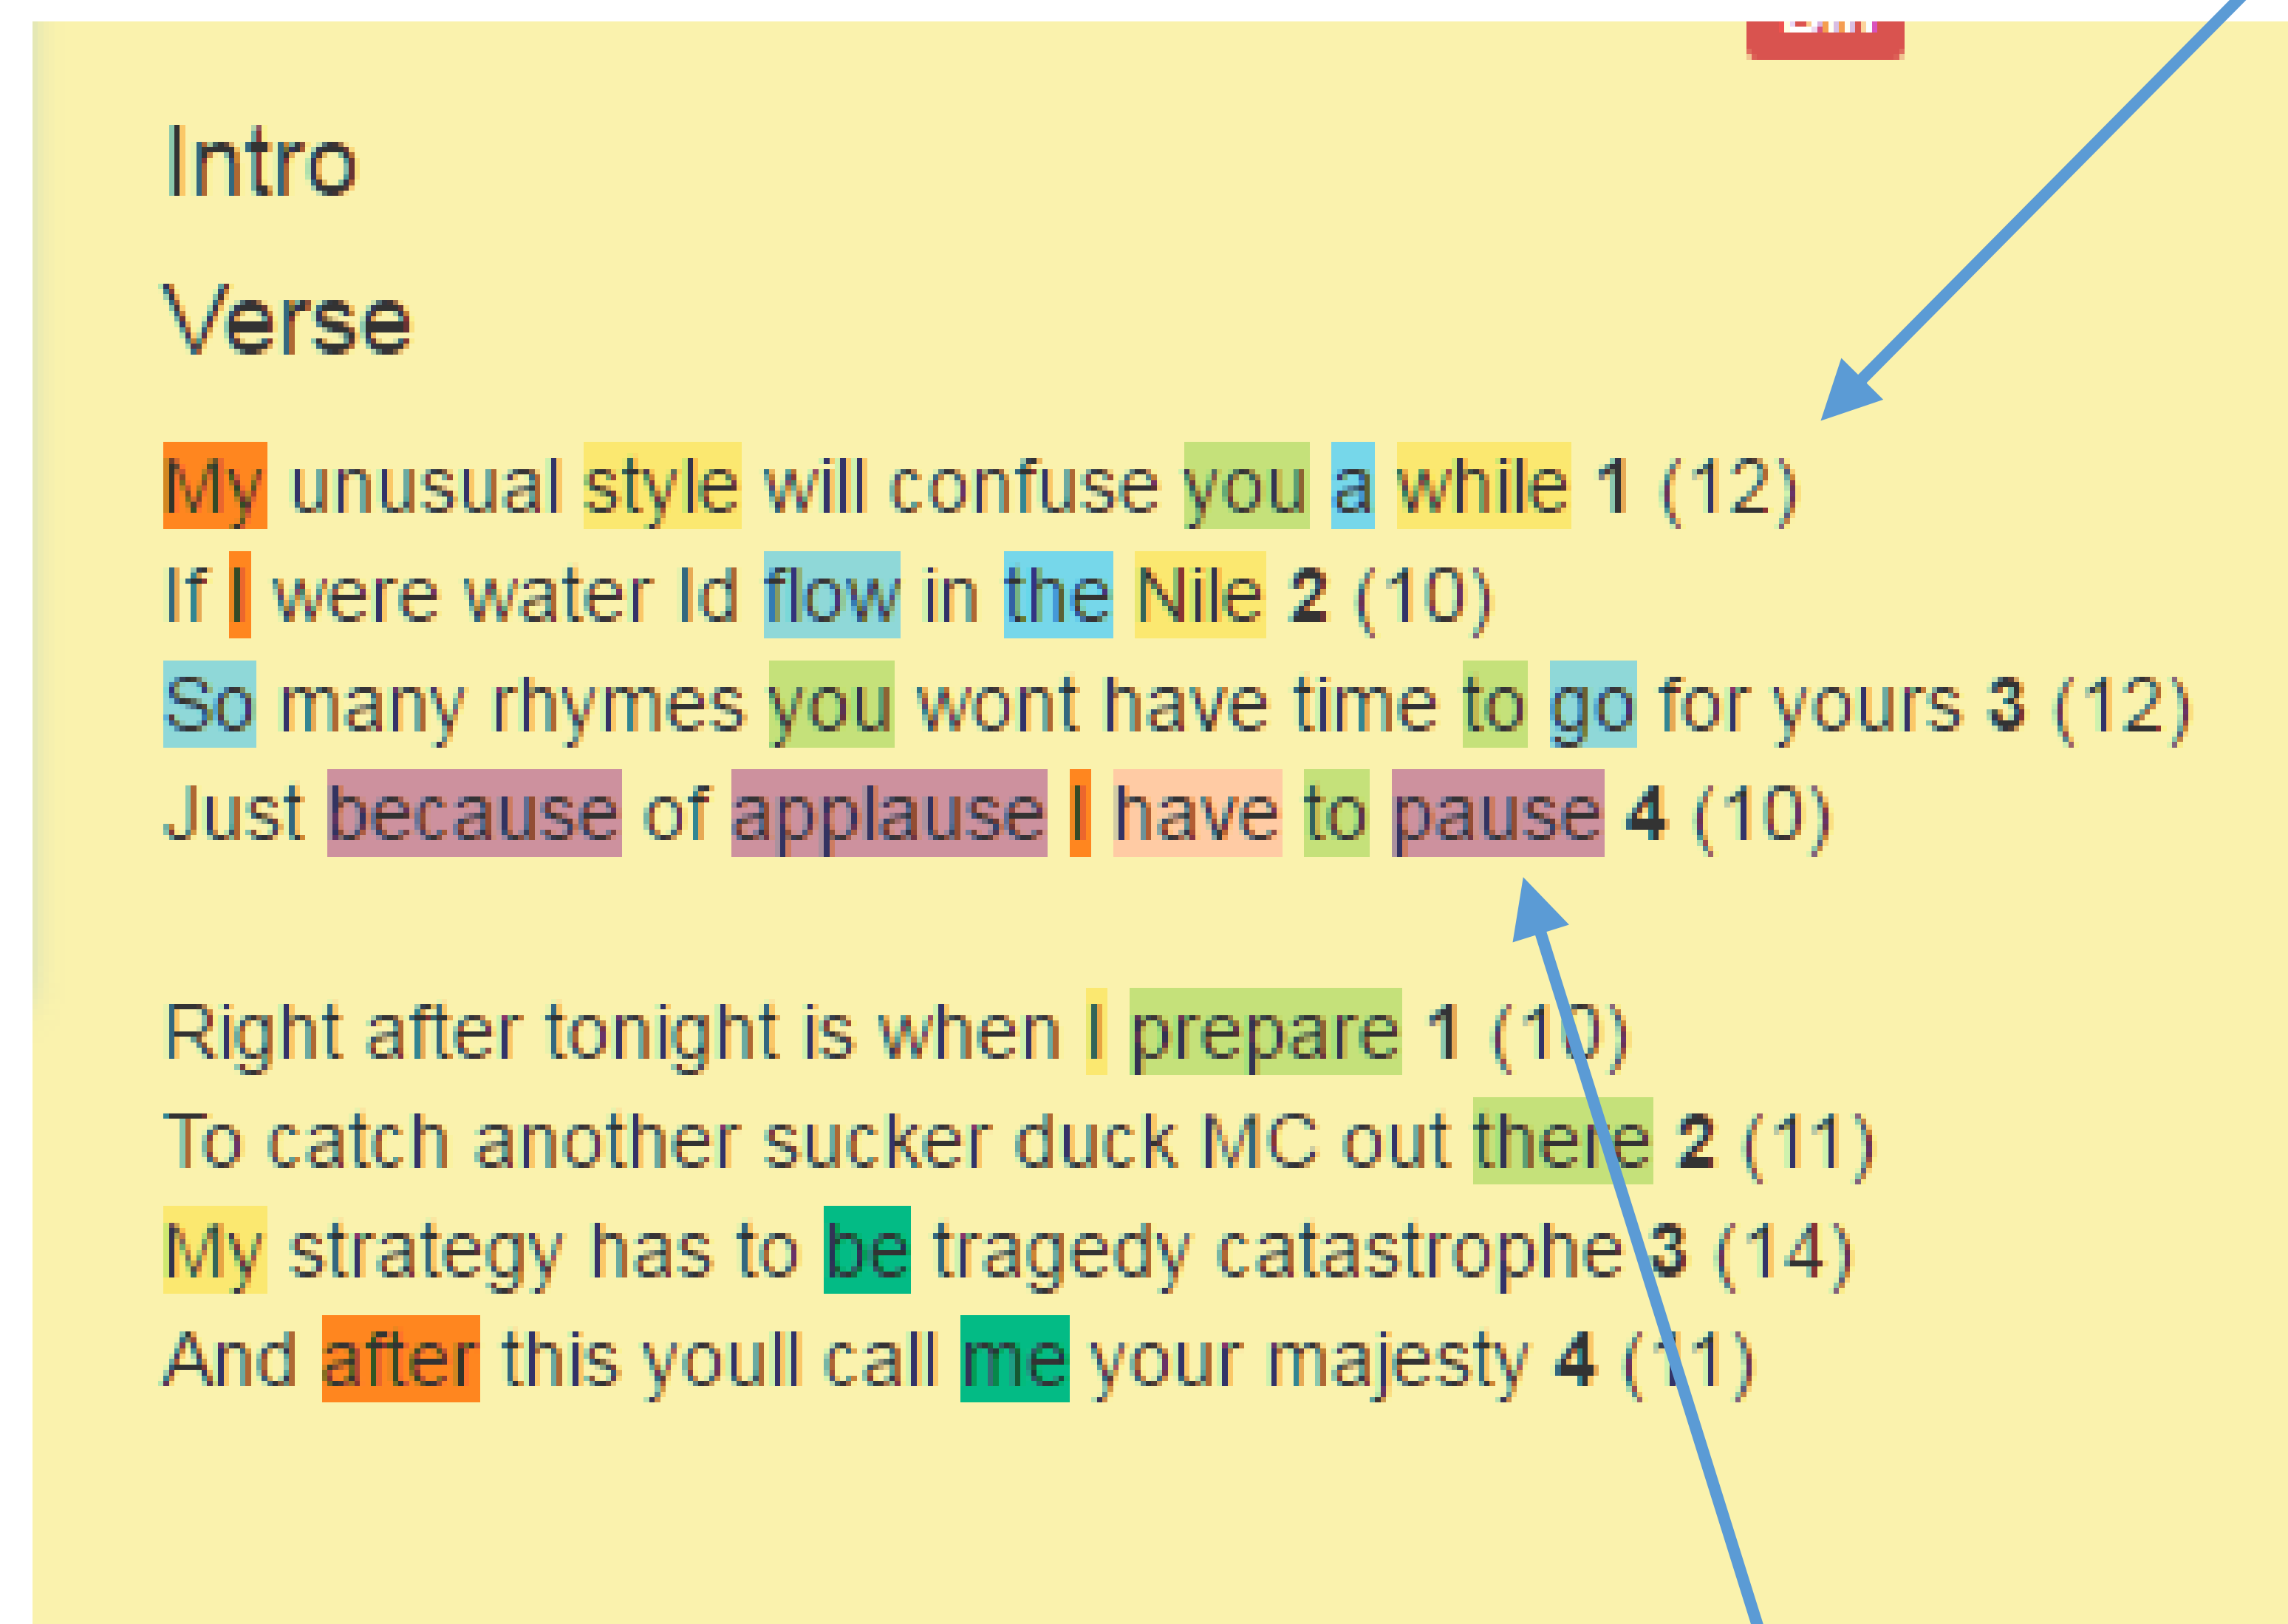 Intro
Verse
My unusual style will confuse you a while 1 (12)
If I were water Id flow in the Nile 2 (10)
So many rhymes you wont have time to go for yours 3 (12)
Just because of applause I have to pause 4 (10)
Right after tonight is when I prepare 1 (10)
To catch another sucker duck MC out there 2 (11)
My strategy has to be tragedy catastrophe 3 (14)
And after this youll call me your majesty 4 (11)